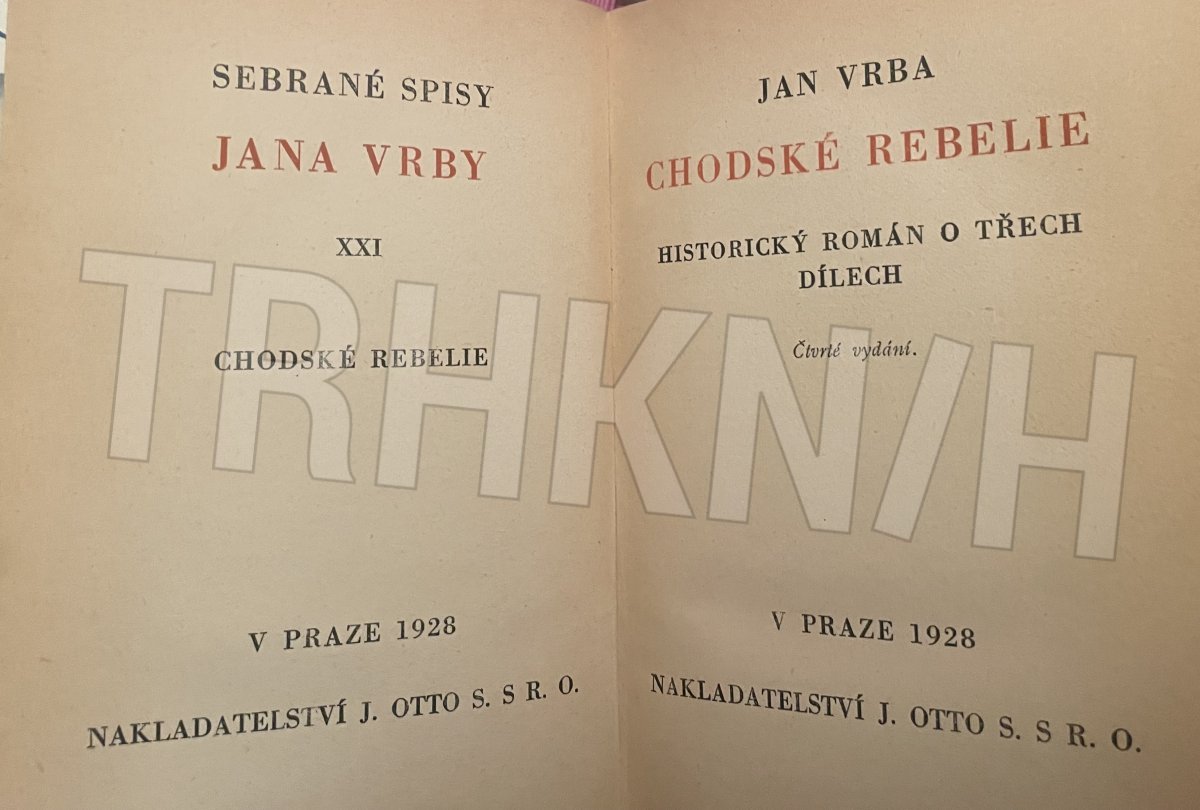 SEBRANÉ SPISY
JANA VRBY
XXI
CHODSKÉ REBELIE
V PRAZE 1928
NAKLADATELSTVÍ J. OTTO S. S R. O.
JAN VRBA
CHODSKÉ REBELIE
HISTORICKÝ ROMÁN O TŘECH
DÍLECH
Čtvrté vydání.
V PRAZE 1928
NAKLADATELSTVÍ J. OTTO S. S R. O.
TRHKNIH